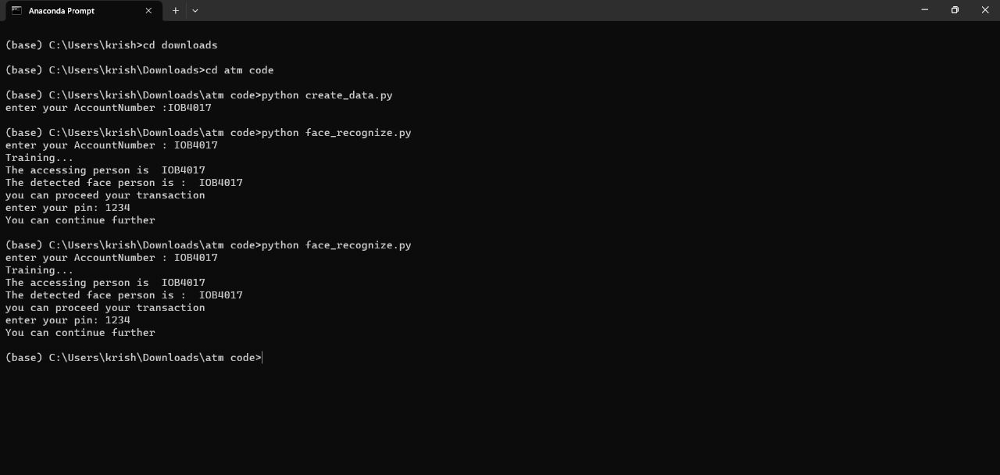 Anaconda Prompt
(base) C:\Users\krish>cd downloads
(base) C:\Users\krish\Downloads>cd atm code
(base) C:\Users\krish\Downloads\atm code>python create_data.py
enter your AccountNumber :IOB4017
(base) C:\Users\krish\Downloads\atm code>python face_recognize.py
enter your AccountNumber : IOB4017
Training...
The accessing person is  IOB4017
The detected face person is :  IOB4017
you can proceed your transaction
enter your pin: 1234
You can continue further
(base) C:\Users\krish\Downloads\atm code>python face_recognize.py
enter your AccountNumber : IOB4017
Training...
The accessing person is  IOB4017
The detected face person is :  IOB4017
you can proceed your transaction
enter your pin: 1234
You can continue further
(base) C:\Users\krish\Downloads\atm code>